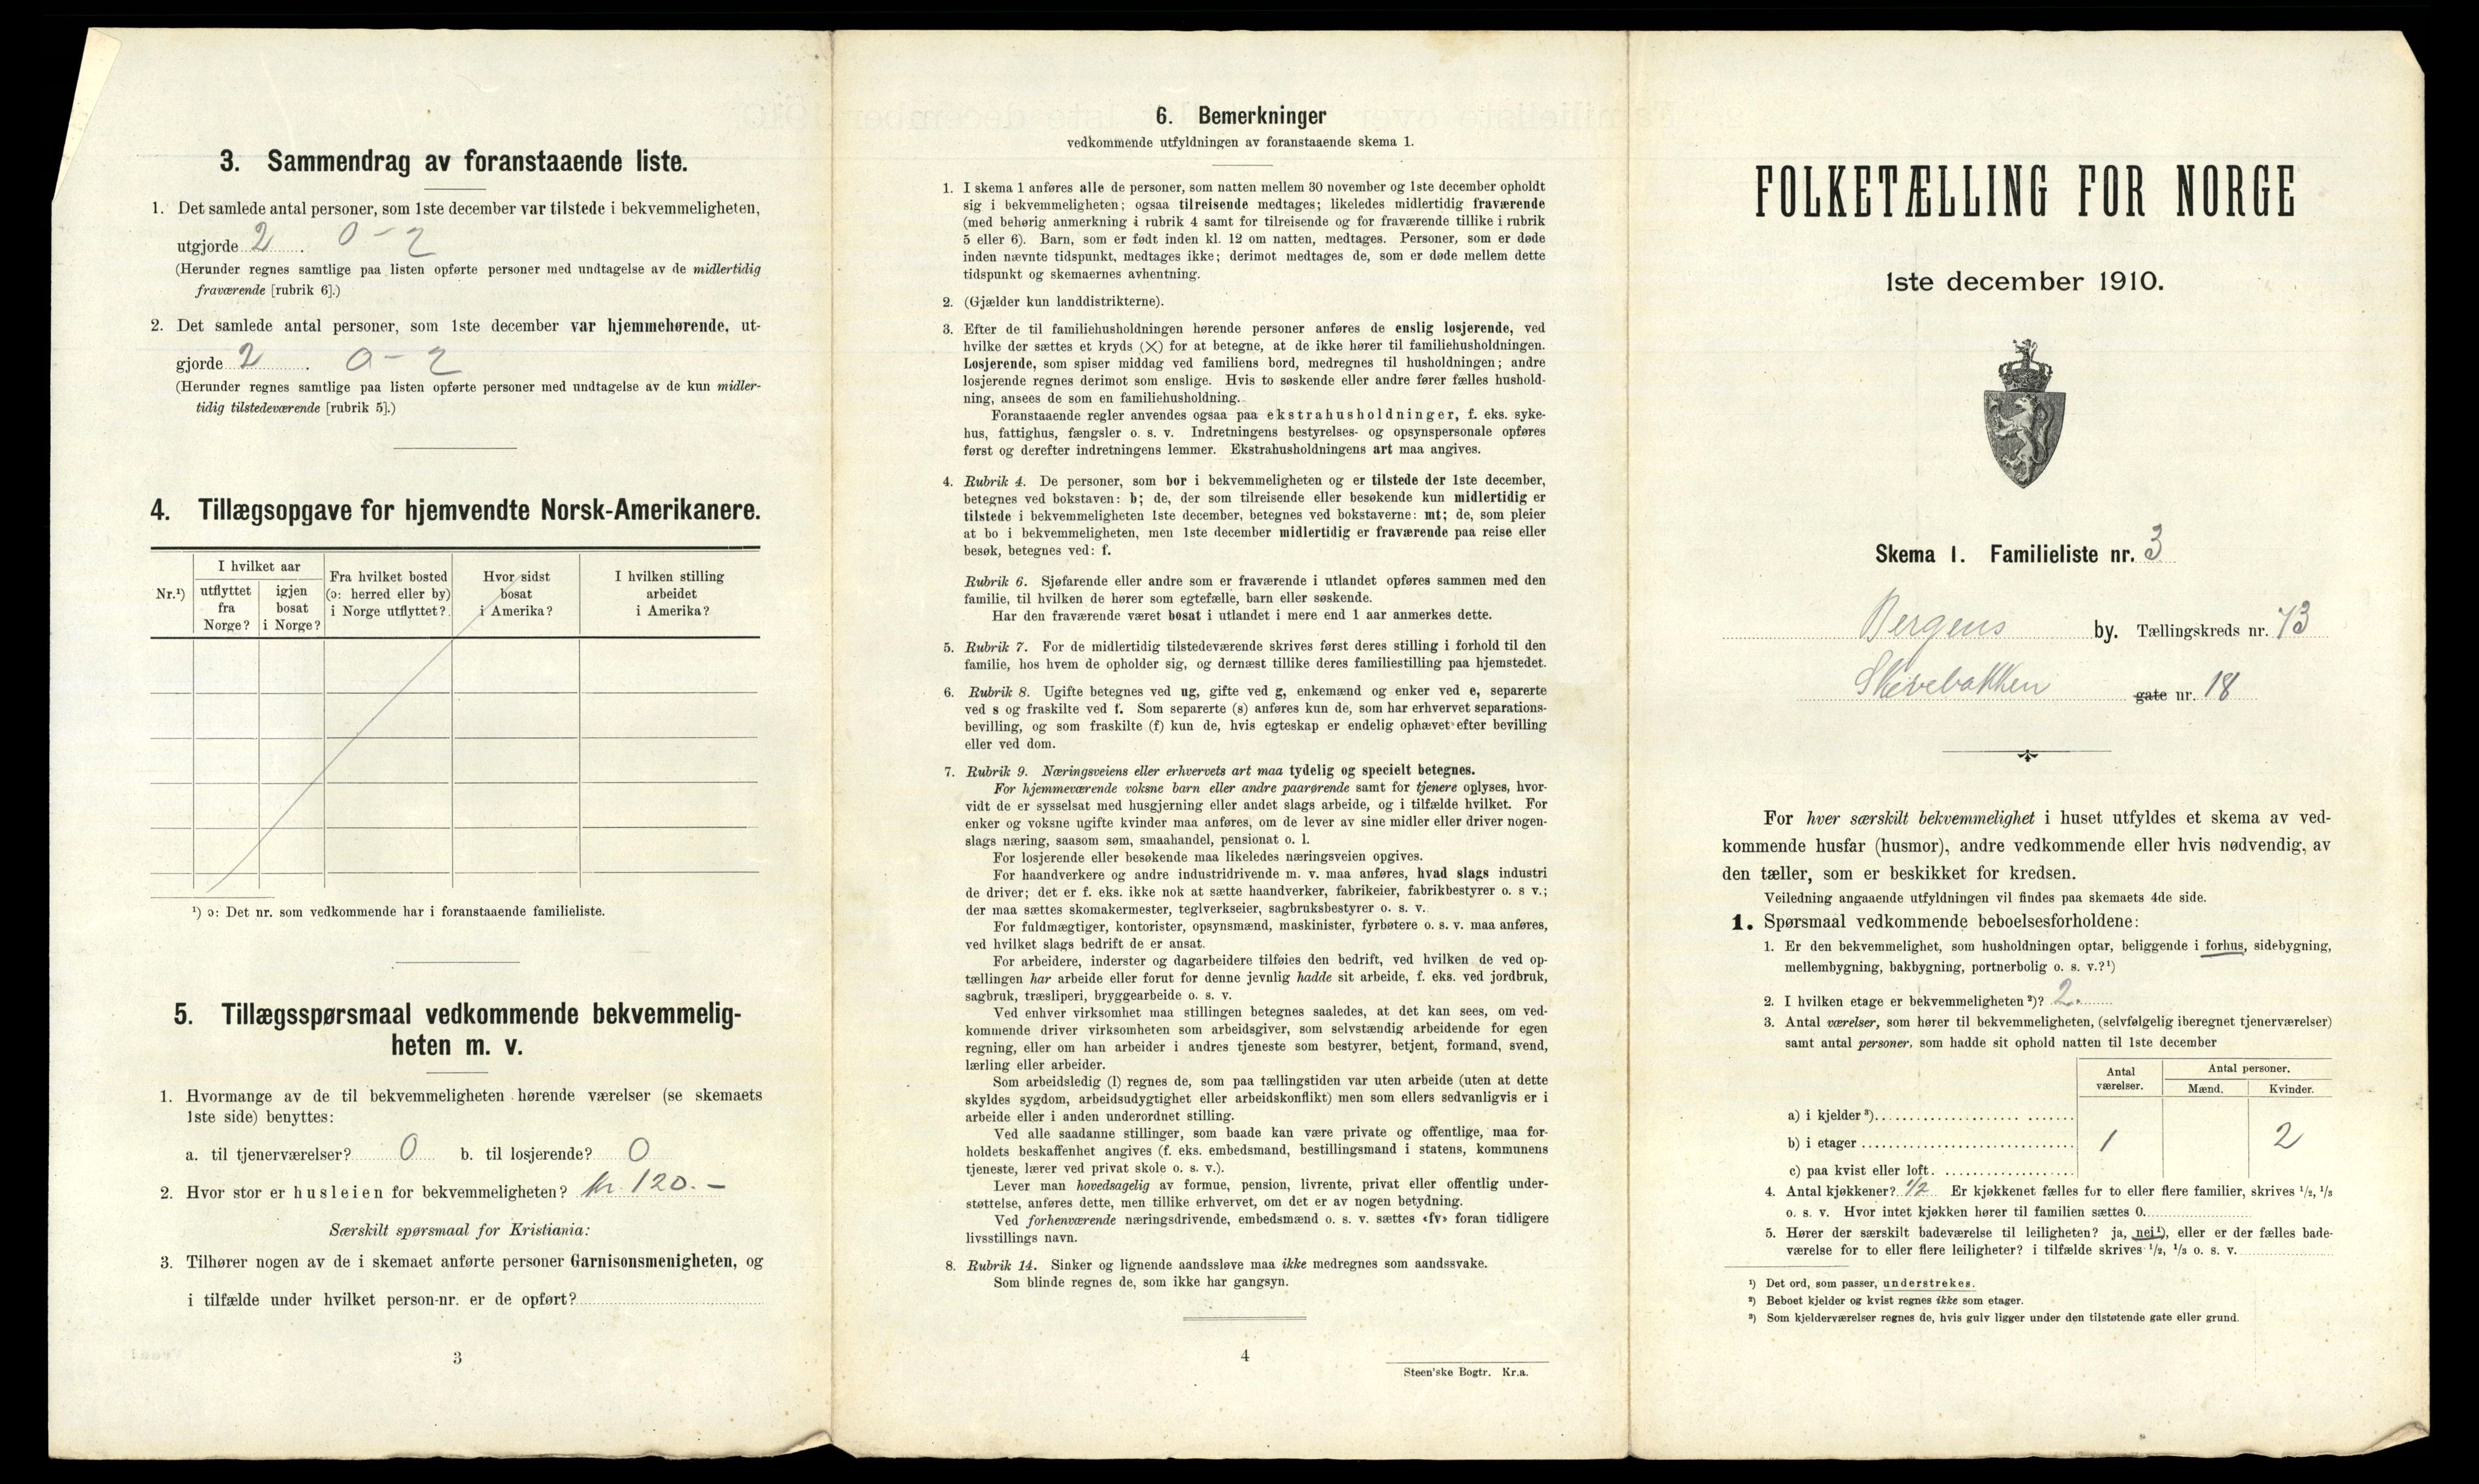 3. Sammendrag av foranstaaende liste.
1. Det samlede antal personer, som 1ste december var tilstede i bekvemmeligheten,
utgjorde 2 . 0 - 2
(Herunder regnes samtlige paa listen opførte personer med undtagelse av de midlertidig
fraværende [rubrik 6].)
2. Det samlede antal personer, som 1ste december var hjemmehørende, ut-
gjorde 2 . 0 - 2
(Herunder regnes samtlige paa listen opførte personer med undtagelse av de kun midler-
tidig tilstedeværende [rubrik 5].)
4. Tillægsopgave for hjemvendte Norsk-Amerikanere.
Nr.¹)
I hvilket aar
utflyttet
fra
Norge?
igjen
bosat
i Norge?
Fra hvilket bosted
(ɔ: herred eller by)
i Norge utflyttet?
Hvor sidst
bosat
i Amerika?
I hvilken stilling
arbeidet
i Amerika?
¹) ɔ: Det nr. som vedkommende har i foranstaaende familieliste.
5. Tillægsspørsmaal vedkommende bekvemmelig-
heten m. v.
1. Hvormange av de til bekvemmeligheten hørende værelser (se skemaets
1ste side) benyttes:
a. til tjenerværelser? 0 b. til losjerende? 0
2. Hvor stor er husleien for bekvemmeligheten? kr. 120. -
Særskilt spørsmaal for Kristiania:
3. Tilhører nogen av de i skemaet anførte personer Garnisonsmenigheten, og
i tilfælde under hvilket person-nr. er de opført?
3
6. Bemerkninger
vedkommende utfyldningen av foranstaaende skema 1.
1. I skema 1 anføres alle de personer, som natten mellem 30 november og 1ste december opholdt
sig i bekvemmeligheten; ogsaa tilreisende medtages; likeledes midlertidig fraværende
(med behørig anmerkning i rubrik 4 samt for tilreisende og for fraværende tillike i rubrik
5 eller 6). Barn, som er født inden kl. 12 om natten, medtages. Personer, som er døde
inden nævnte tidspunkt, medtages ikke; derimot medtages de, som er døde mellem dette
tidspunkt og skemaernes avhentning.
2. (Gjælder kun landdistrikterne).
3. Efter de til familiehusholdningen hørende personer anføres de enslig losjerende, ved
hvilke der sættes et kryds (×) for at betegne, at de ikke hører til familiehusholdningen.
Losjerende, som spiser middag ved familiens bord, medregnes til husholdningen; andre
losjerende regnes derimot som enslige. Hvis to søskende eller andre fører fælles hushold-
ning, ansees de som en familiehusholdning.
Foranstaaende regler anvendes ogsaa paa ekstrahusholdninger, f. eks. syke-
hus, fattighus, fængsler o. s. v. Indretningens bestyrelses- og opsynspersonale opføres
først og derefter indretningens lemmer. Ekstrahusholdningens art maa angives.
4. Rubrik 4. De personer, som bor i bekvemmeligheten og er tilstede der 1ste december,
betegnes ved bokstaven: b; de, der som tilreisende eller besøkende kun midlertidig er
tilstede i bekvemmeligheten 1ste december, betegnes ved bokstaverne: mt; de, som pleier
at bo i bekvemmeligheten, men 1ste december midlertidig er fraværende paa reise eller
besøk, betegnes ved: f.
Rubrik 6. Sjøfarende eller andre som er fraværende i utlandet opføres sammen med den
familie, til hvilken de hører som egtefælle, barn eller søskende.
Har den fraværende været bosat i utlandet i mere end 1 aar anmerkes dette.
5. Rubrik 7. For de midlertidig tilstedeværende skrives først deres stilling i forhold til den
familie, hos hvem de opholder sig, og dernæst tillike deres familiestilling paa hjemstedet.
6. Rubrik 8. Ugifte betegnes ved ug, gifte ved g, enkemænd og enker ved e, separerte
ved s og fraskilte ved f. Som separerte (s) anføres kun de, som har erhvervet separations-
bevilling, og som fraskilte (f) kun de, hvis egteskap er endelig ophævet efter bevilling
eller ved dom.
7. Rubrik 9. Næringsveiens eller erhvervets art maa tydelig og specielt betegnes.
For hjemmeværende voksne barn eller andre paarørende samt for tjenere oplyses, hvor-
vidt de er sysselsat med husgjerning eller andet slags arbeide, og i tilfælde hvilket. For
enker og voksne ugifte kvinder maa anføres, om de lever av sine midler eller driver nogen-
slags næring, saasom søm, smaahandel, pensionat o. l.
For losjerende eller besøkende maa likeledes næringsveien opgives.
For haandverkere og andre industridrivende m. v. maa anføres, hvad slags industri
de driver; det er f. eks. ikke nok at sætte haandverker, fabrikeier, fabrikbestyrer o. s v.;
der maa sættes skomakermester, teglverkseier, sagbruksbestyrer o. s. v.
For fuldmægtiger, kontorister, opsynsmænd, maskinister, fyrbøtere o. s. v. maa anføres,
ved hvilket slags bedrift de er ansat.
For arbeidere, inderster og dagarbeidere tilføies den bedrift, ved hvilken de ved op-
tællingen har arbeide eller forut for denne jevnlig hadde sit arbeide, f. eks. ved jordbruk,
sagbruk, træsliperi, bryggearbeide o. s. v.
Ved enhver virksomhet maa stillingen betegnes saaledes, at det kan sees, om ved-
kommende driver virksomheten som arbeidsgiver, som selvstændig arbeidende for egen
regning, eller om han arbeider i andres tjeneste som bestyrer, betjent, formand, svend,
lærling eller arbeider.
Som arbeidsledig (l) regnes de, som paa tællingstiden var uten arbeide (uten at dette
skyldes sygdom, arbeidsudygtighet eller arbeidskonflikt) men som ellers sedvanligvis er i
arbeide eller i anden underordnet stilling.
Ved alle saadanne stillinger, som baade kan være private og offentlige, maa for-
holdets beskaffenhet angives (f. eks. embedsmand, bestillingsmand i statens, kommunens
tjeneste, lærer ved privat skole o. s. v.).
Lever man hovedsagelig av formue, pension, livrente, privat eller offentlig under-
støttelse, anføres dette, men tillike erhvervet, om det er av nogen betydning.
Ved forhenværende næringsdrivende, embedsmænd o. s. v. sættes «fv» foran tidligere
livsstillings navn.
8. Rubrik 14. Sinker og lignende aandssløve maa ikke medregnes som aandssvake.
Som blinde regnes de, som ikke har gangsyn.
4
Steen'ske Bogtr. Kr.a.
FOLKETÆLLING FOR NORGE
1ste december 1910.
Skema 1. Familieliste nr. 3
Bergens by. Tællingskreds nr. 73
Skivebakken gate nr. 18
For hver særskilt bekvemmelighet i huset utfyldes et skema av ved-
kommende husfar (husmor), andre vedkommende eller hvis nødvendig, av
den tæller, som er beskikket for kredsen.
Veiledning angaaende utfyldningen vil findes paa skemaets 4de side.
1. Spørsmaal vedkommende beboelsesforholdene:
1. Er den bekvemmelighet, som husholdningen optar, beliggende i forhus, sidebygning,
mellembygning, bakbygning, portnerbolig o. s. v.?¹)
2. I hvilken etage er bekvemmeligheten²)? 2.
3. Antal værelser, som hører til bekvemmeligheten, (selvfølgelig iberegnet tjenerværelser)
samt antal personer, som hadde sit ophold natten til 1ste december
Antal
værelser.
Antal personer.
Mænd. Kvinder.
a) i kjelder³)
b) i etager 1 2
c) paa kvist eller loft
4. Antal kjøkkener? 1/2 Er kjøkkenet fælles for to eller flere familier, skrives ¹/₂, ¹/₃
o. s. v. Hvor intet kjøkken hører til familien sættes 0.
5. Hører der særskilt badeværelse til leiligheten? ja, nei¹), eller er der fælles bade-
værelse for to eller flere leiligheter? i tilfælde skrives ¹/₂, ¹/₃ o. s. v.
¹) Det ord, som passer, understrekes.
²) Beboet kjelder og kvist regnes ikke som etager.
³) Som kjelderværelser regnes de, hvis gulv ligger under den tilstøtende gate eller grund.